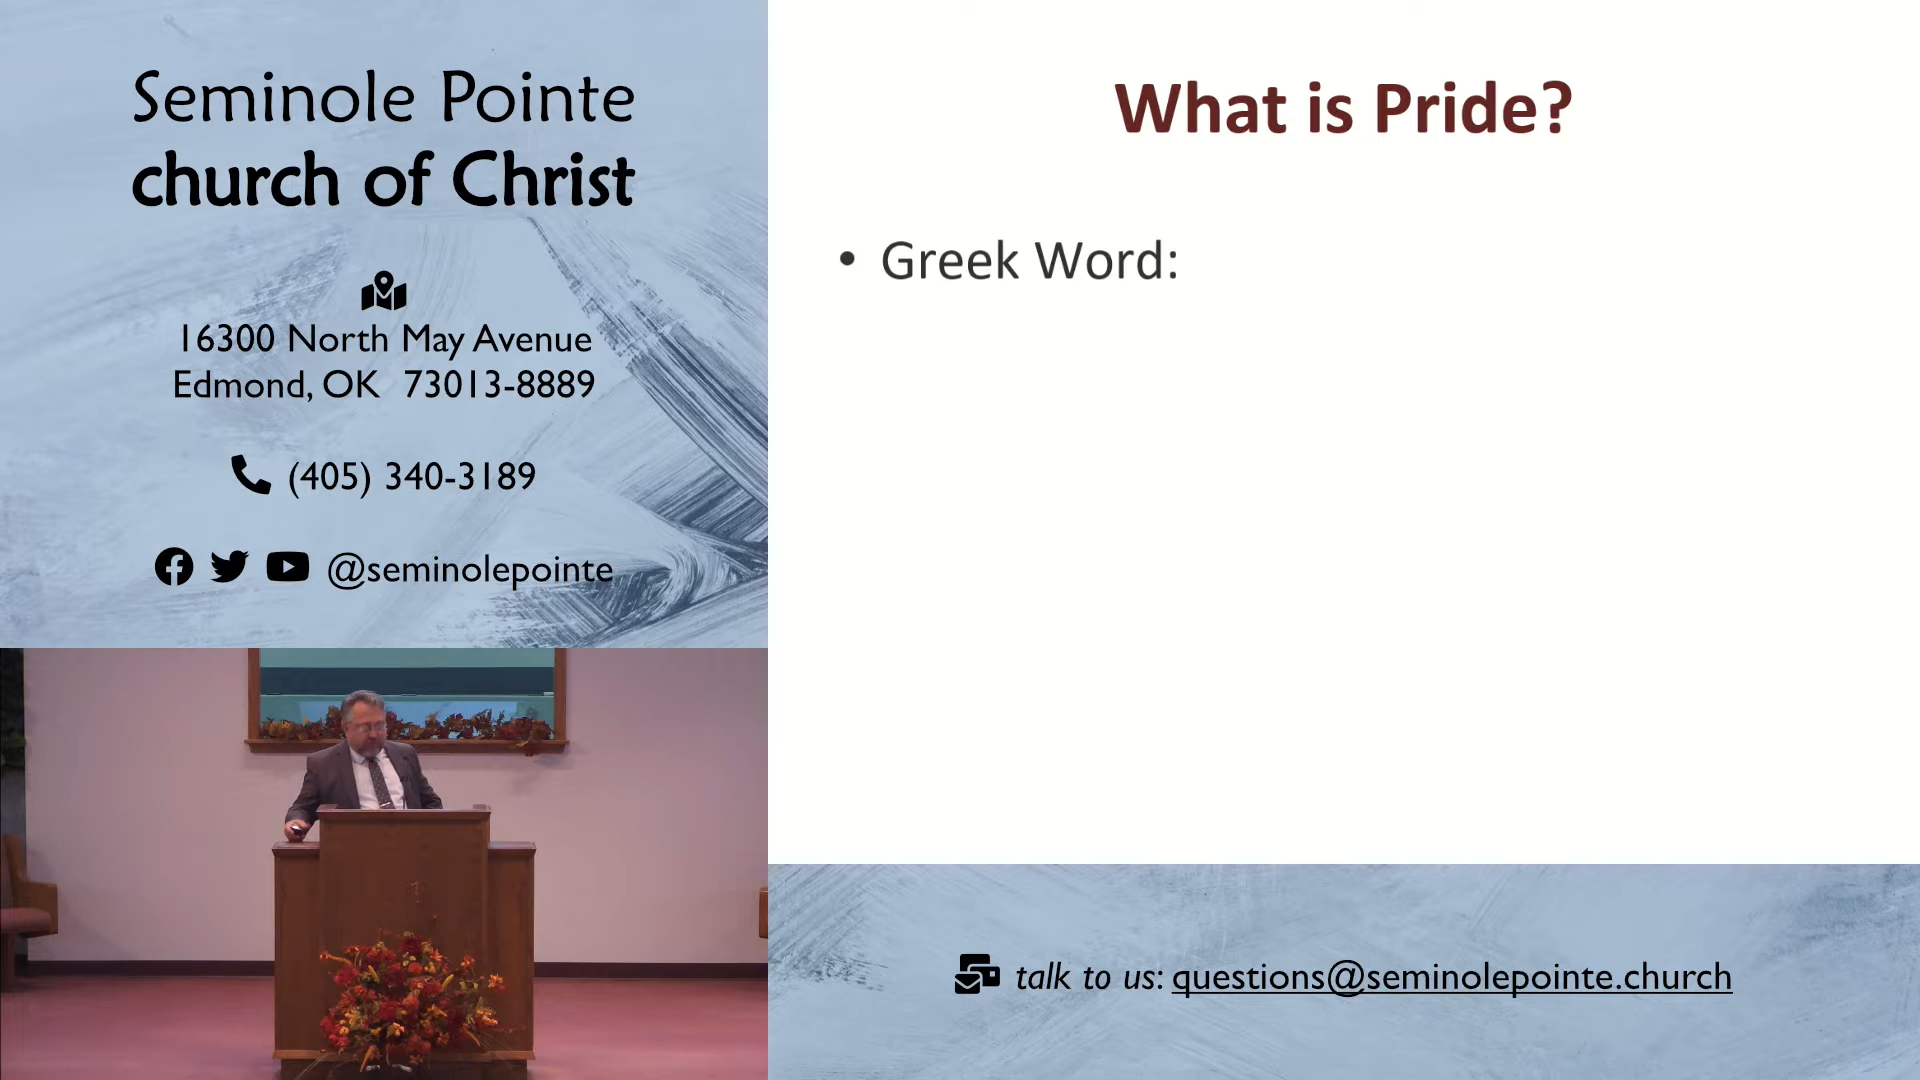 Seminole Pointe
church of Christ
16300 North May Avenue
Edmond, OK 73013-8889
(405) 340-3189
@seminolepointe
What is Pride?
• Greek Word:
talk to us: questions@seminolepointe.church